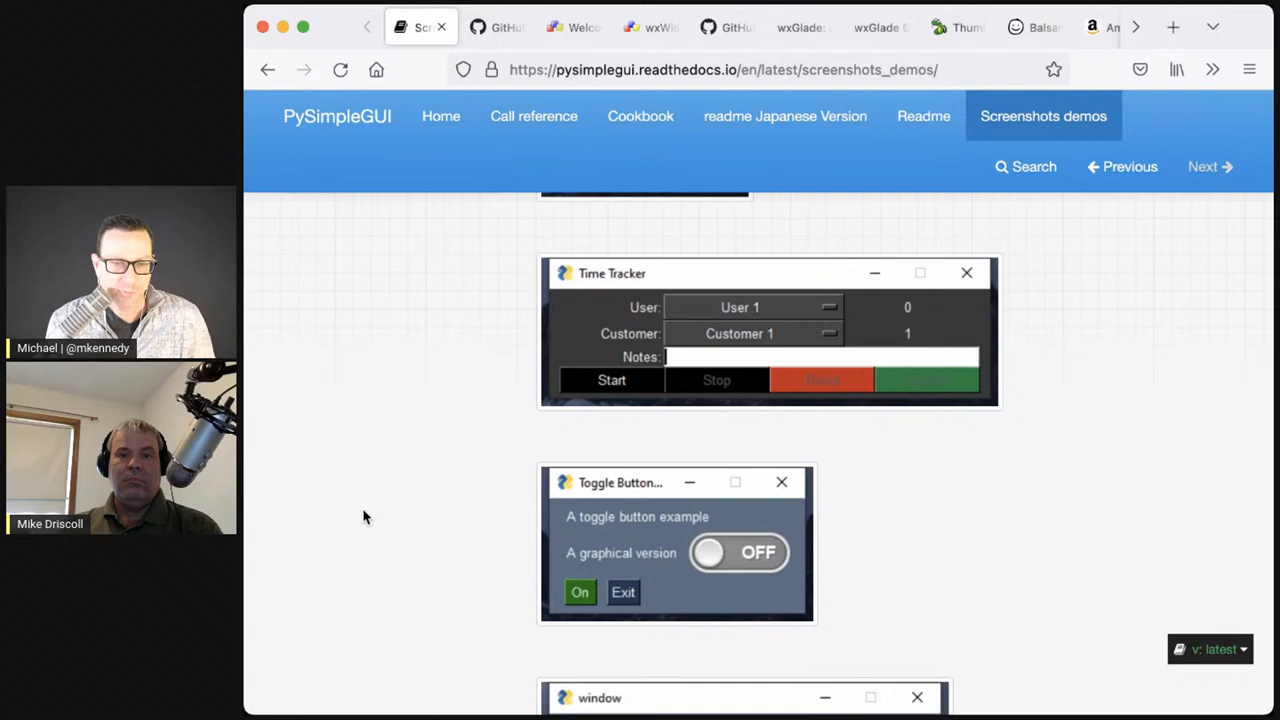 Scr
GitHu
Welco
wxWid
GitHu
wxGlade:
wxGlade
Thum
Balsa
Am
https://pysimplegui.readthedocs.io/en/latest/screenshots_demos/
PySimpleGUI
Home
Call reference
Cookbook
readme Japanese Version
Readme
Screenshots demos
Search
Previous
Next
Time Tracker
User:
User 1
0
Customer:
Customer 1
1
Notes:
Start
Stop
Toggle Button...
A toggle button example
A graphical version
OFF
On
Exit
window
v: latest
Michael | @mkennedy
Mike Driscoll